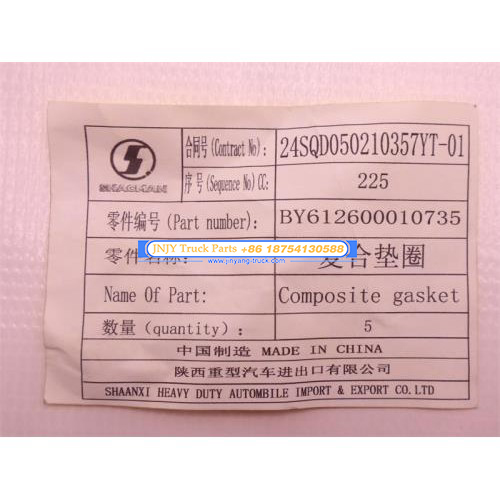 SHACMAN
合同号(Contract No): 24SQD050210357YT-01
序号(Sequence No)CC: 225
零件编号(Part number): BY612600010735
JNJY Truck Parts +86 18754130588
零件名称: 复合垫圈
www.jinyang-truck.com
Name Of Part: Composite gasket
数量(quantity): 5
中国制造 MADE IN CHINA
陕西重型汽车进出口有限公司
SHAANXI HEAVY DUTY AUTOMBILE IMPORT & EXPORT CO.LTD